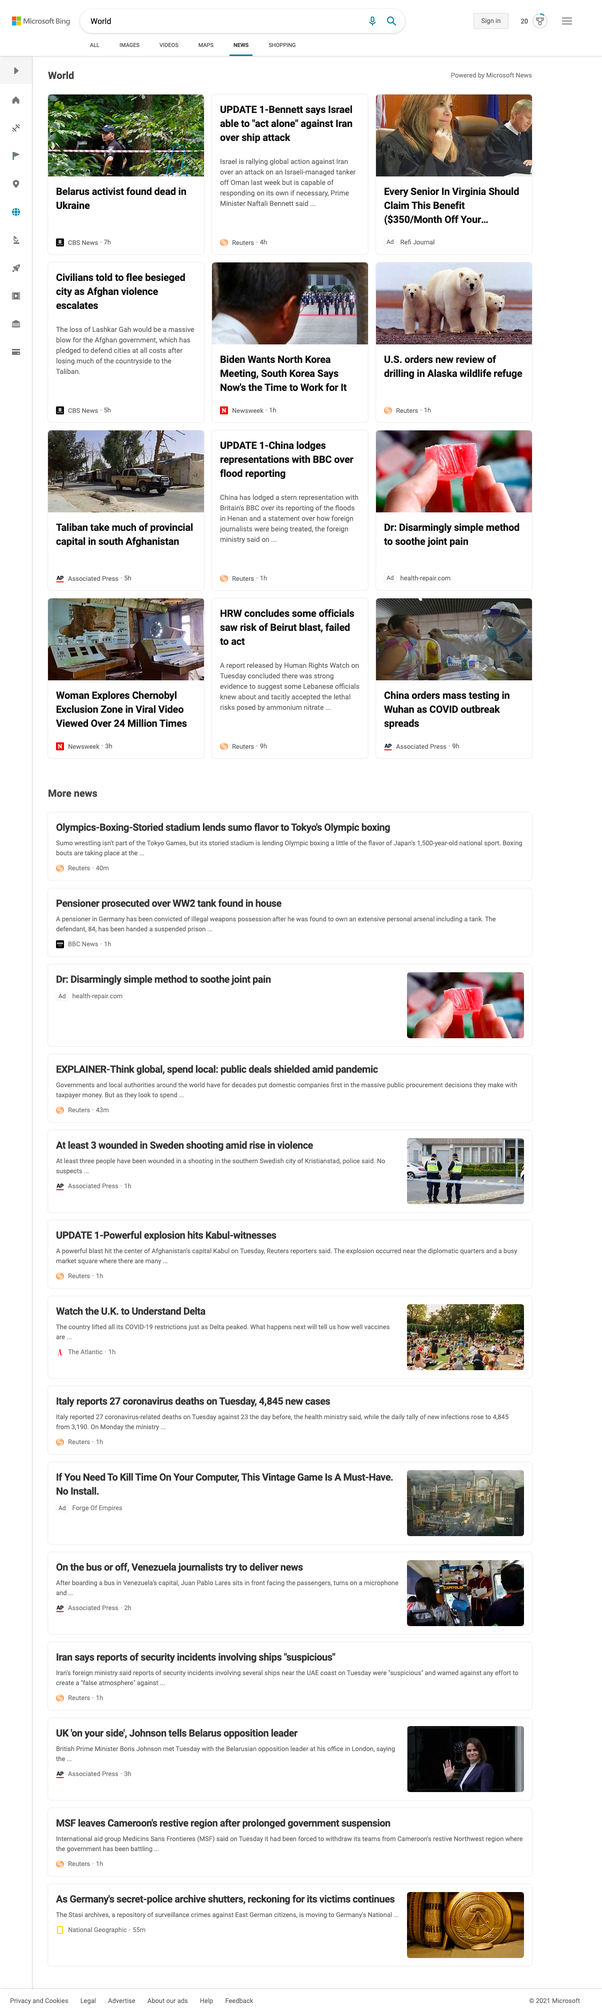 Microsoft Bing
World
Sign in
20
ALL
IMAGES
VIDEOS
MAPS
NEWS
SHOPPING
World
Powered by Microsoft News
Belarus activist found dead in
Ukraine
CBS News · 7h
UPDATE 1-Bennett says Israel
able to "act alone" against Iran
over ship attack
Israel is rallying global action against Iran
over an attack on an Israeli-managed tanker
off Oman last week but is capable of
responding on its own if necessary, Prime
Minister Naftali Bennett said ...
Reuters · 4h
Every Senior In Virginia Should
Claim This Benefit
($350/Month Off Your...
Ad Refi Journal
Civilians told to flee besieged
city as Afghan violence
escalates
The loss of Lashkar Gah would be a massive
blow for the Afghan government, which has
pledged to defend cities at all costs after
losing much of the countryside to the
Taliban.
CBS News · 5h
Biden Wants North Korea
Meeting, South Korea Says
Now's the Time to Work for It
Newsweek · 1h
U.S. orders new review of
drilling in Alaska wildlife refuge
Reuters · 1h
Taliban take much of provincial
capital in south Afghanistan
AP Associated Press · 5h
UPDATE 1-China lodges
representations with BBC over
flood reporting
China has lodged a stern representation with
Britain's BBC over its reporting of the floods
in Henan and a statement over how foreign
journalists were being treated, the foreign
ministry said on ...
Reuters · 1h
Dr: Disarmingly simple method
to soothe joint pain
Ad health-repair.com
Woman Explores Chernobyl
Exclusion Zone in Viral Video
Viewed Over 24 Million Times
Newsweek · 3h
HRW concludes some officials
saw risk of Beirut blast, failed
to act
A report released by Human Rights Watch on
Tuesday concluded there was strong
evidence to suggest some Lebanese officials
knew about and tacitly accepted the lethal
risks posed by ammonium nitrate ...
Reuters · 9h
China orders mass testing in
Wuhan as COVID outbreak
spreads
AP Associated Press · 9h
More news
Olympics-Boxing-Storied stadium lends sumo flavor to Tokyo's Olympic boxing
Sumo wrestling isn't part of the Tokyo Games, but its storied stadium is lending Olympic boxing a little of the flavor of Japan's 1,500-year-old national sport. Boxing
bouts are taking place at the ...
Reuters · 40m
Pensioner prosecuted over WW2 tank found in house
A pensioner in Germany has been convicted of illegal weapons possession after he was found to own an extensive personal arsenal including a tank. The
defendant, 84, has been handed a suspended prison ...
BBC News · 1h
Dr: Disarmingly simple method to soothe joint pain
Ad health-repair.com
EXPLAINER-Think global, spend local: public deals shielded amid pandemic
Governments and local authorities around the world have for decades put domestic companies first in the massive public procurement decisions they make with
taxpayer money. But as they look to spend ...
Reuters · 43m
At least 3 wounded in Sweden shooting amid rise in violence
At least three people have been wounded in a shooting in the southern Swedish city of Kristianstad, police said. No
suspects ...
AP Associated Press · 1h
UPDATE 1-Powerful explosion hits Kabul-witnesses
A powerful blast hit the center of Afghanistan's capital Kabul on Tuesday, Reuters reporters said. The explosion occurred near the diplomatic quarters and a busy
market square where there are many ...
Reuters · 1h
Watch the U.K. to Understand Delta
The country lifted all its COVID-19 restrictions just as Delta peaked. What happens next will tell us how well vaccines
are ...
The Atlantic · 1h
Italy reports 27 coronavirus deaths on Tuesday, 4,845 new cases
Italy reported 27 coronavirus-related deaths on Tuesday against 23 the day before, the health ministry said, while the daily tally of new infections rose to 4,845
from 3,190. On Monday the ministry ...
Reuters · 1h
If You Need To Kill Time On Your Computer, This Vintage Game Is A Must-Have.
No Install.
Ad Forge Of Empires
On the bus or off, Venezuela journalists try to deliver news
After boarding a bus in Venezuela's capital, Juan Pablo Lares sits in front facing the passengers, turns on a microphone
and ...
AP Associated Press · 2h
Iran says reports of security incidents involving ships "suspicious"
Iran's foreign ministry said reports of security incidents involving several ships near the UAE coast on Tuesday were "suspicious" and warned against any effort to
create a "false atmosphere" against ...
Reuters · 1h
UK 'on your side', Johnson tells Belarus opposition leader
British Prime Minister Boris Johnson met Tuesday with the Belarusian opposition leader at his office in London, saying
the ...
AP Associated Press · 3h
MSF leaves Cameroon's restive region after prolonged government suspension
International aid group Medicins Sans Frontieres (MSF) said on Tuesday it had been forced to withdraw its teams from Cameroon's restive Northwest region where
the government has been battling ...
Reuters · 1h
As Germany's secret-police archive shutters, reckoning for its victims continues
The Stasi archives, a repository of surveillance crimes against East German citizens, is moving to Germany's National ...
National Geographic · 55m
Privacy and Cookies
Legal
Advertise
About our ads
Help
Feedback
© 2021 Microsoft